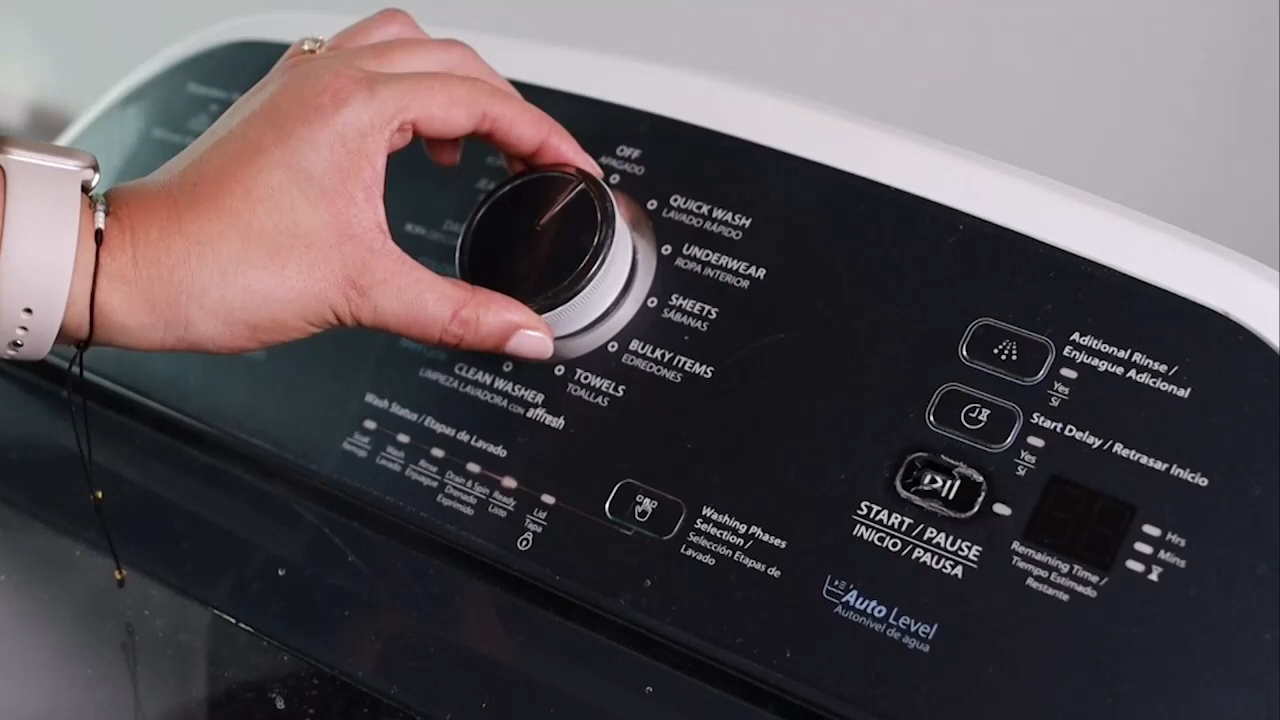 OFF
APAGADO
QUICK WASH
LAVADO RÁPIDO
UNDERWEAR
ROPA INTERIOR
SHEETS
SÁBANAS
BULKY ITEMS
EDREDONES
TOWELS
TOALLAS
CLEAN WASHER
LIMPIEZA LAVADORA CON affresh
Wash Status / Etapas de Lavado
Soak
Remojo
Wash
Lavado
Rinse
Enjuague
Drain & Spin
Drenado
Exprimido
Ready
Listo
Lid
Tapa
Washing Phases
Selection /
Selección Etapas de
Lavado
Aditional Rinse /
Enjuague Adicional
Yes
Sí
Start Delay / Retrasar Inicio
Yes
Sí
START / PAUSE
INICIO / PAUSA
Remaining Time /
Tiempo Estimado
Restante
Hrs
Mins
Auto Level
Autonivel de agua